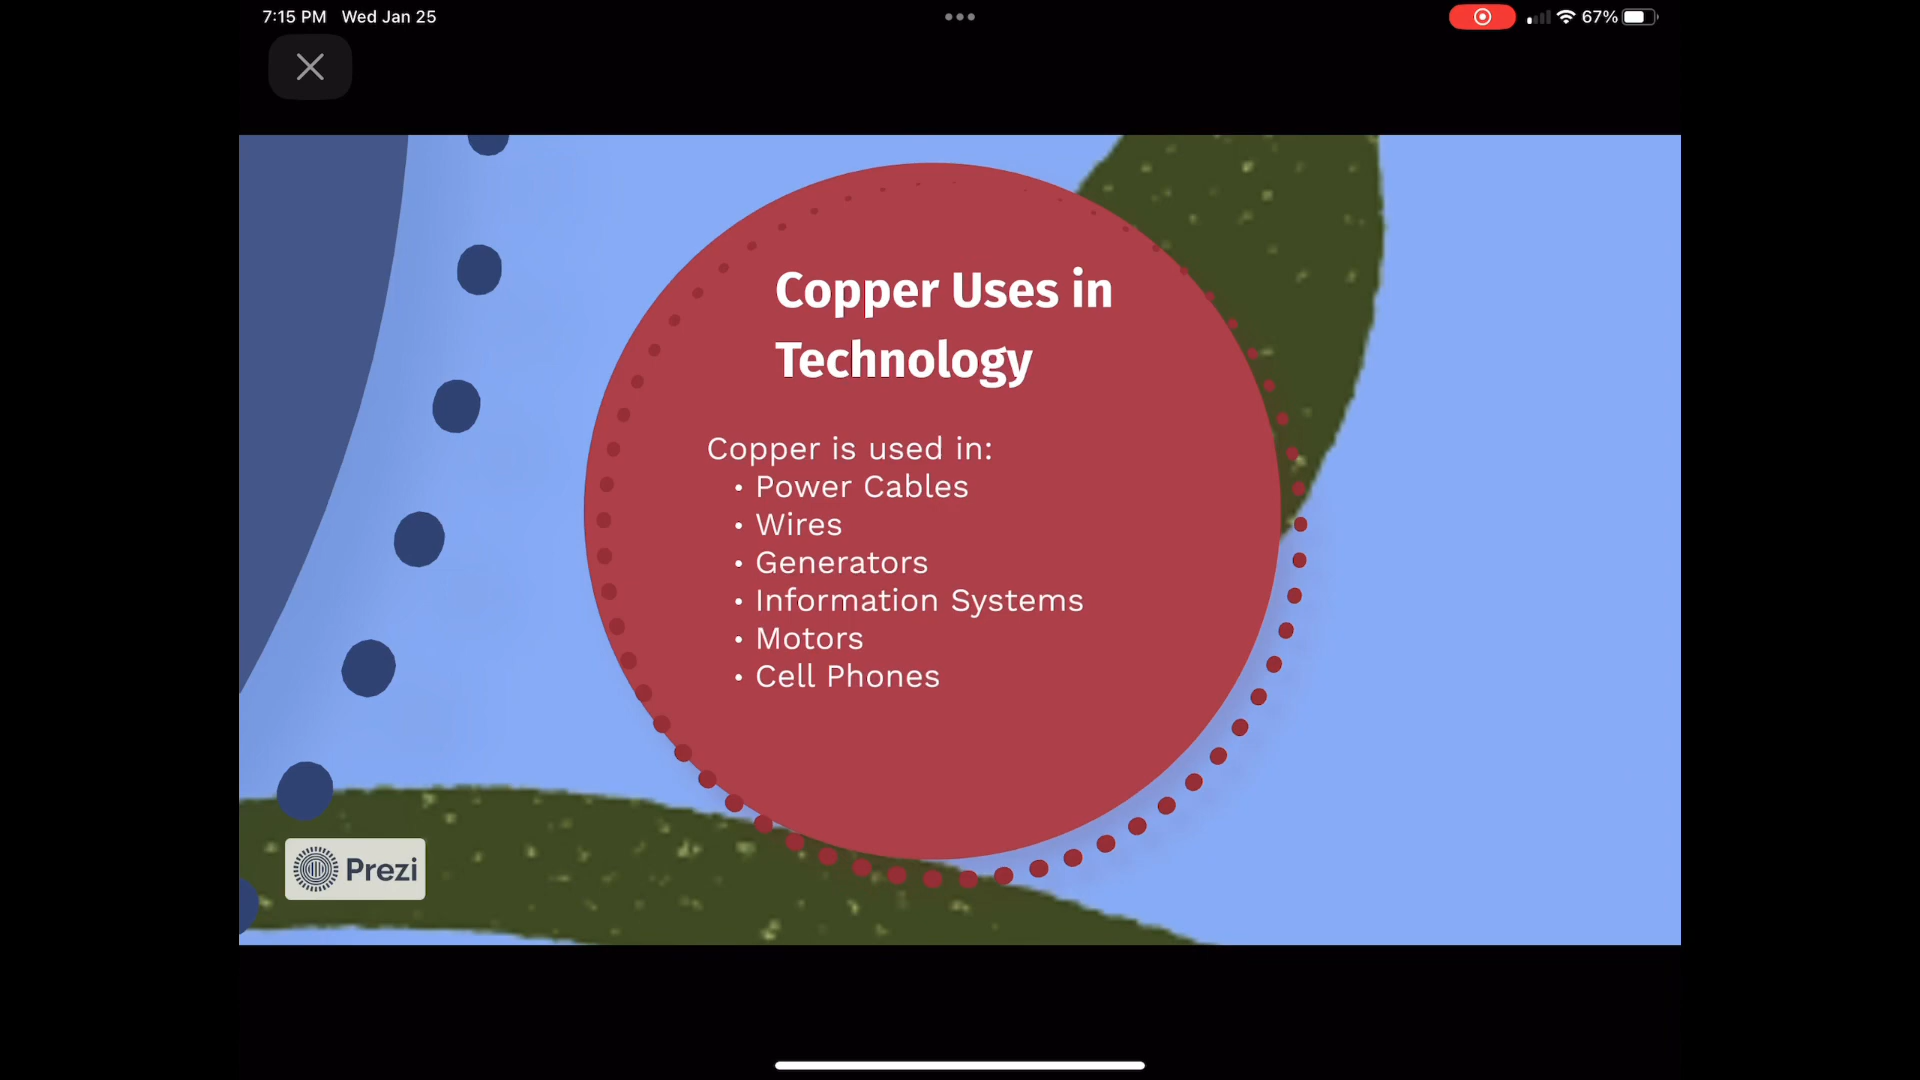 7:15 PM Wed Jan 25
67%
Copper Uses in
Technology
Copper is used in:
• Power Cables
• Wires
• Generators
• Information Systems
• Motors
• Cell Phones
Prezi